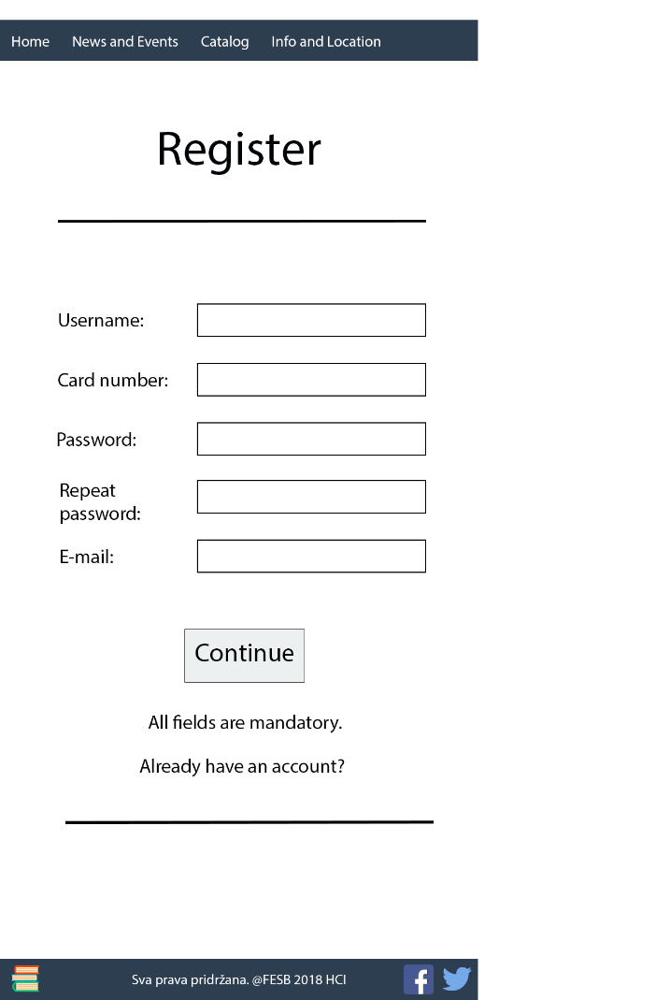 Home News and Events Catalog Info and Location
Register
Username:
Card number:
Password:
Repeat
password:
E-mail:
Continue
All fields are mandatory.
Already have an account?
Sva prava pridržana. @FESB 2018 HCI